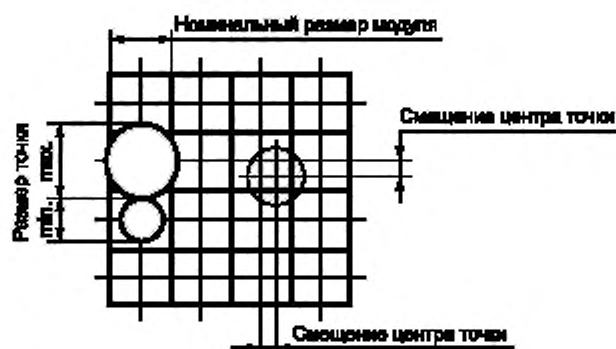 Номинальный размер модуля
Смещение центра точки
Размер точки
max.
min.
Смещение центра точки